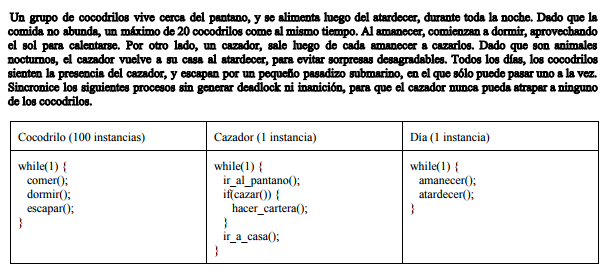 Un grupo de cocodrilos vive cerca del pantano, y se alimenta luego del atardecer, durante toda la noche. Dado que la
comida no abunda, un máximo de 20 cocodrilos come al mismo tiempo. Al amanecer, comienzan a dormir, aprovechando
el sol para calentarse. Por otro lado, un cazador, sale luego de cada amanecer a cazarlos. Dado que son animales
nocturnos, el cazador vuelve a su casa al atardecer, para evitar sorpresas desagradables. Todos los días, los cocodrilos
sienten la presencia del cazador, y escapan por un pequeño pasadizo submarino, en el que sólo puede pasar uno a la vez.
Sincronice los siguientes procesos sin generar deadlock ni inanición, para que el cazador nunca pueda atrapar a ninguno
de los cocodrilos.
Cocodrilo (100 instancias)
while(1) {
comer();
dormir();
escapar();
}
Cazador (1 instancia)
while(1) {
ir_al_pantano();
if(cazar()) {
hacer_cartera();
}
ir_a_casa();
}
Día (1 instancia)
while(1) {
amanecer();
atardecer();
}